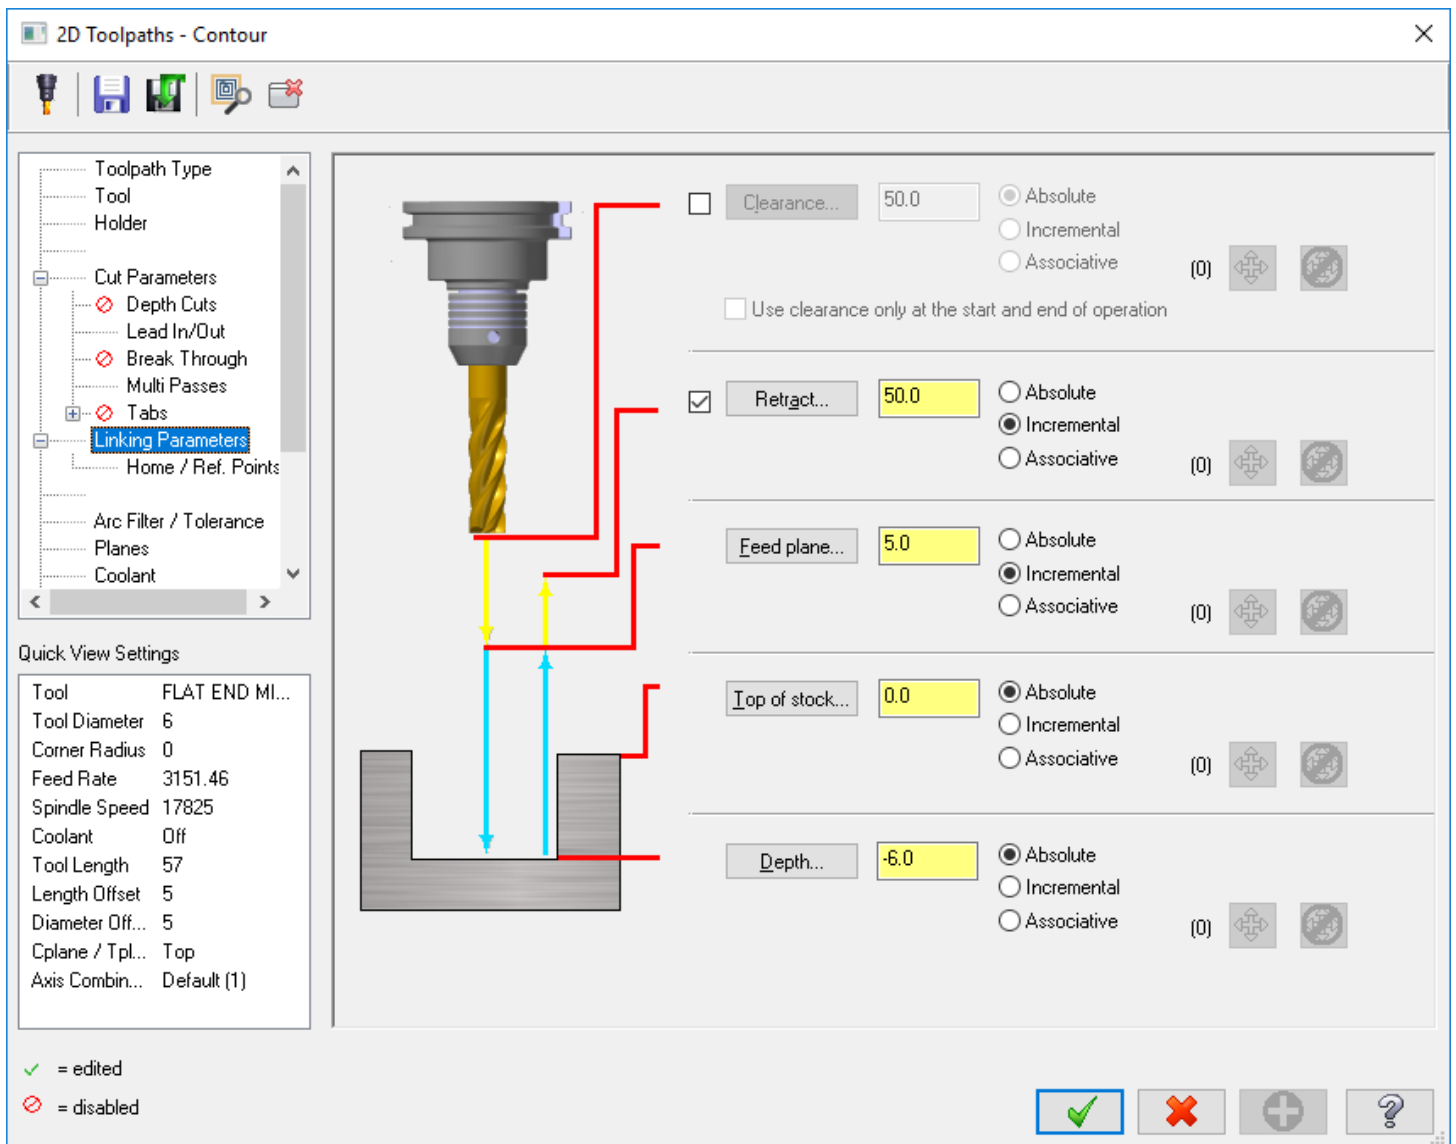 2D Toolpaths - Contour
Toolpath Type
Tool
Holder
Cut Parameters
Depth Cuts
Lead In/Out
Break Through
Multi Passes
Tabs
Linking Parameters
Home / Ref. Points
Arc Filter / Tolerance
Planes
Coolant
Quick View Settings
Tool FLAT END MI...
Tool Diameter 6
Corner Radius 0
Feed Rate 3151.46
Spindle Speed 17825
Coolant Off
Tool Length 57
Length Offset 5
Diameter Off... 5
Cplane / Tpl... Top
Axis Combin... Default (1)
= edited
= disabled
Clearance... 50.0 Absolute
Incremental
Associative (0)
Use clearance only at the start and end of operation
Retract... 50.0 Absolute
Incremental
Associative (0)
Feed plane... 5.0 Absolute
Incremental
Associative (0)
Top of stock... 0.0 Absolute
Incremental
Associative (0)
Depth... -6.0 Absolute
Incremental
Associative (0)